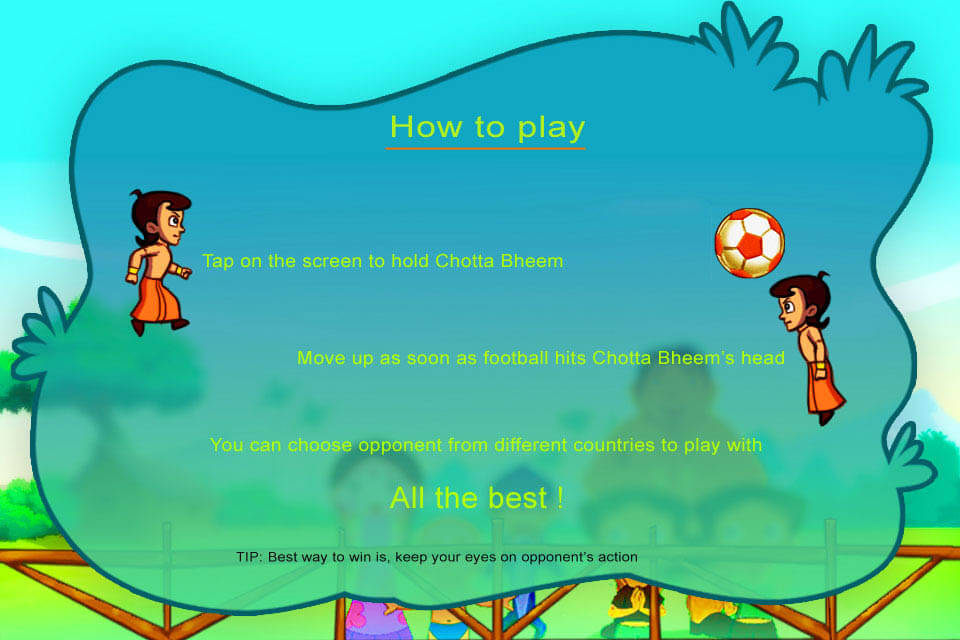 How to play
Tap on the screen to hold Chotta Bheem
Move up as soon as football hits Chotta Bheem's head
You can choose opponent from different countries to play with
All the best !
TIP: Best way to win is, keep your eyes on opponent's action